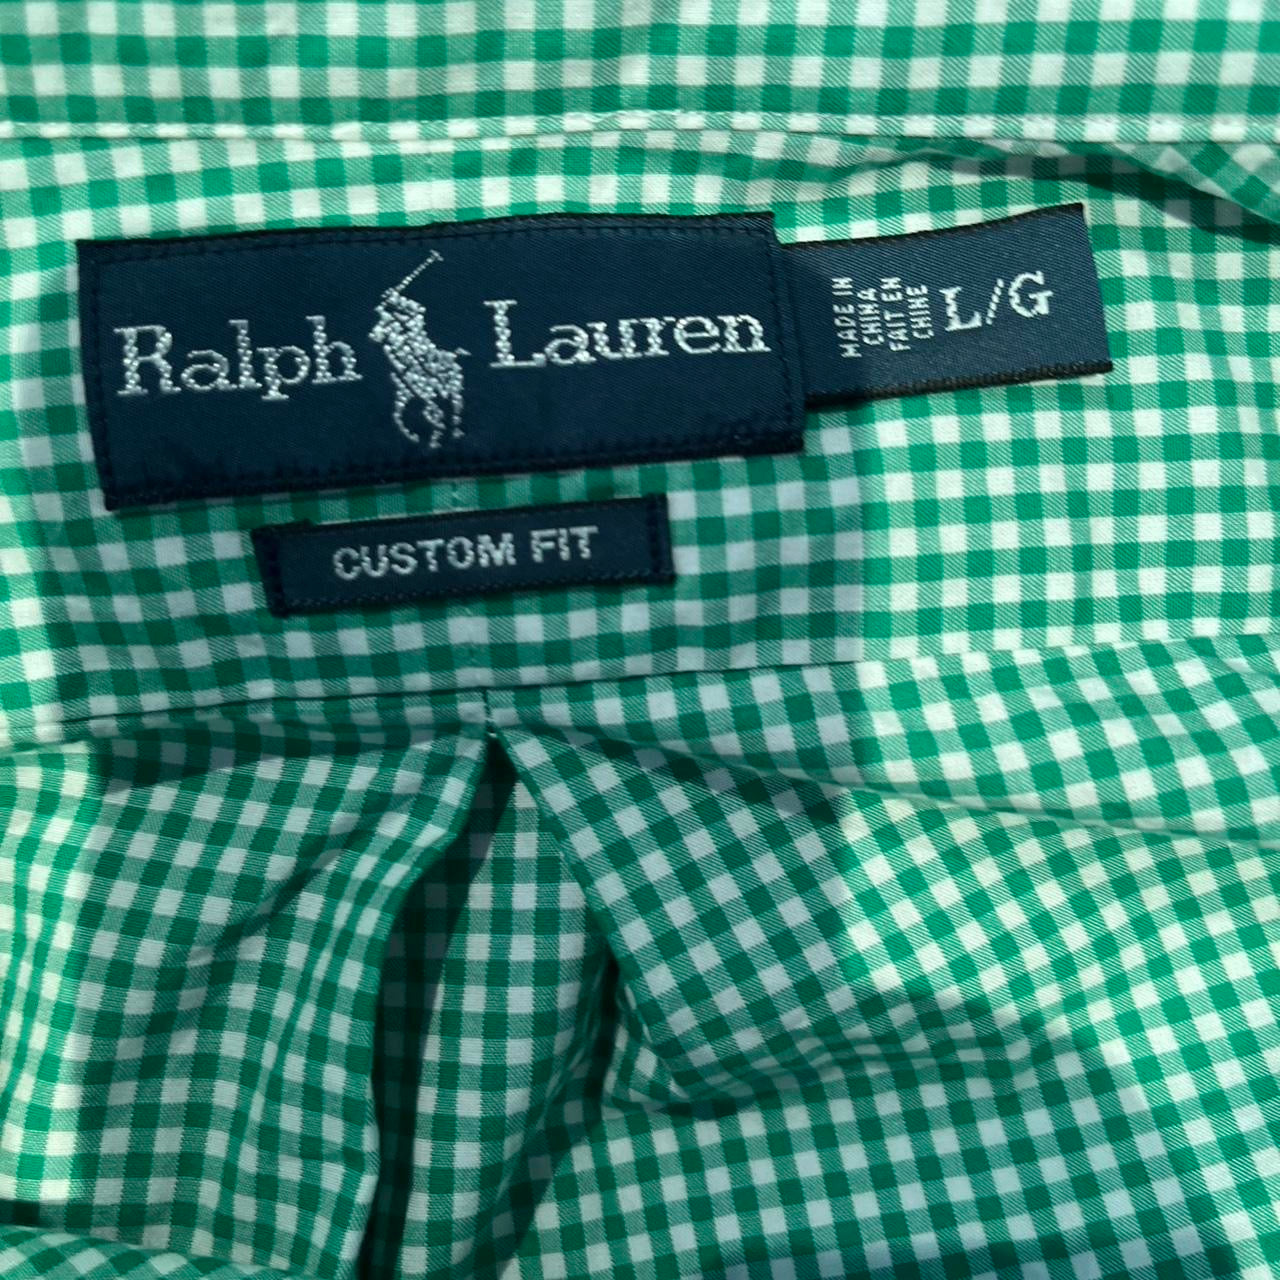 Ralph Lauren
MADE IN
CHINA
FAIT EN
CHINE
L/G
CUSTOM FIT